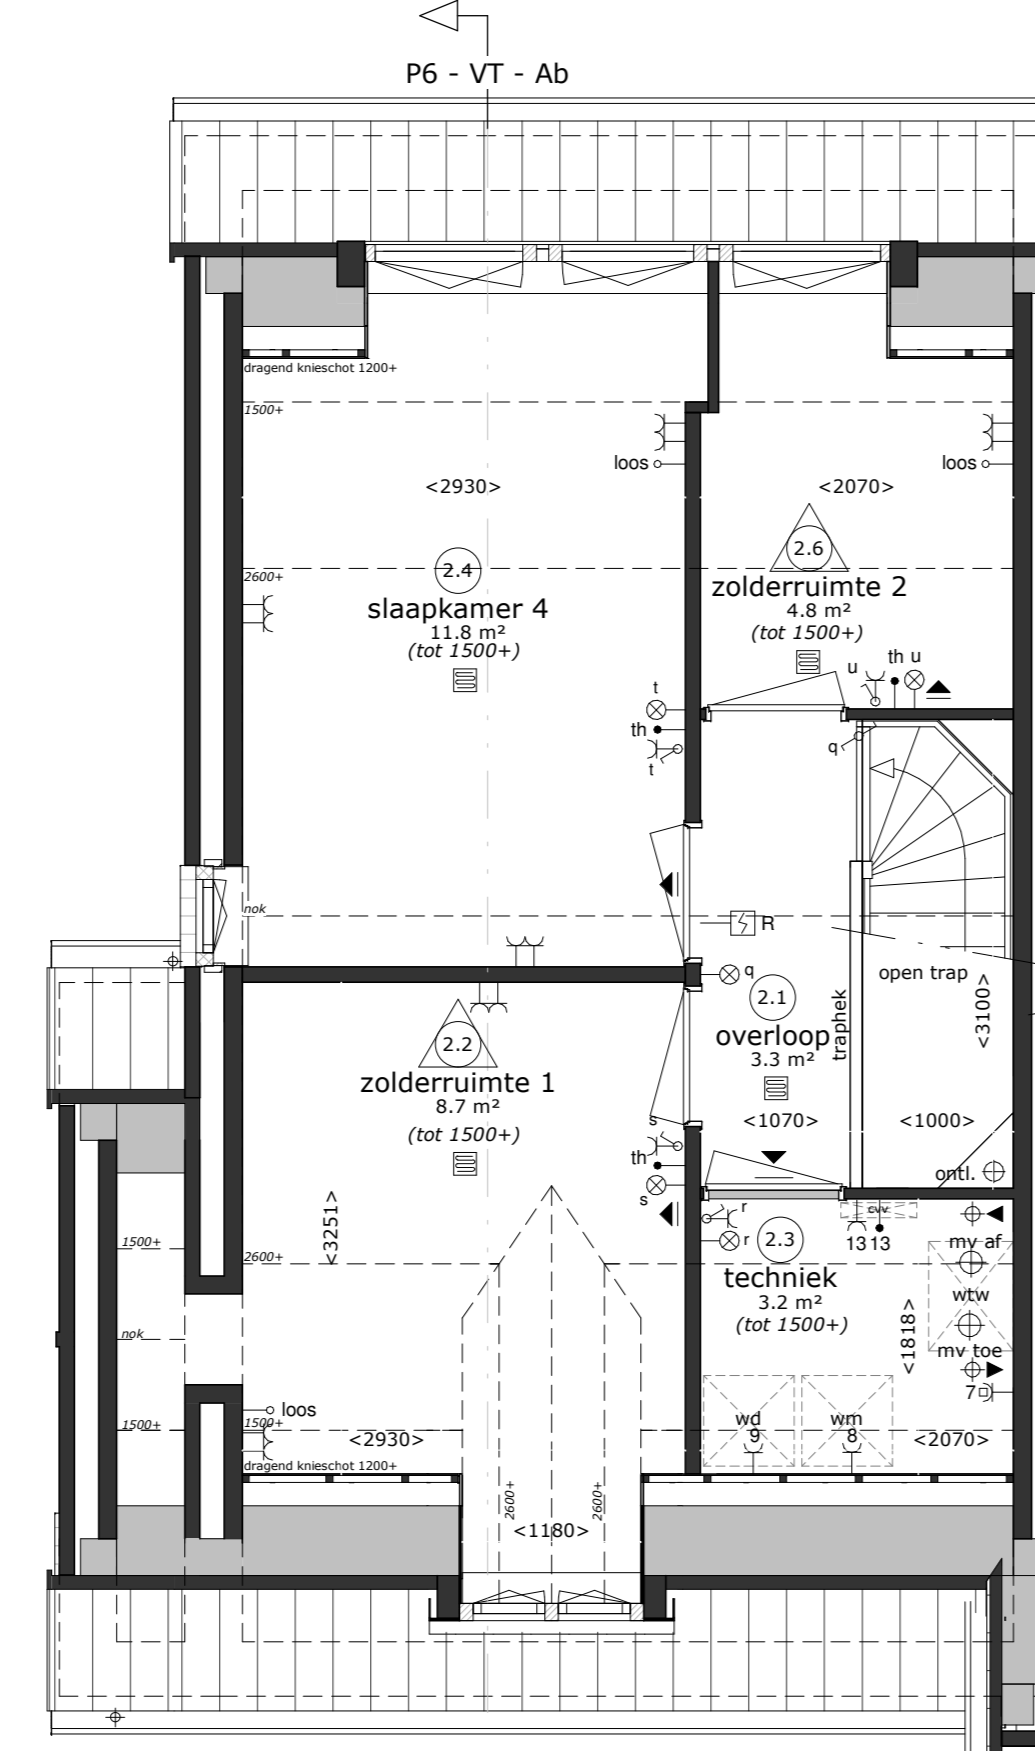 P6 - VT - Ab
dragend knieschot 1200+
1500+
loos
loos
<2930>
<2070>
2600+
2.4
slaapkamer 4
11.8 m²
(tot 1500+)
2.6
zolderruimte 2
4.8 m²
(tot 1500+)
u
th
u
t
th
t
q
nok
R
q
open trap
2.1
overloop
3.3 m²
traphek
<3100>
2.2
zolderruimte 1
8.7 m²
(tot 1500+)
<1070>
<1000>
s
th
s
ontl.
cvv
r
r
13
13
mv af
2.3
techniek
3.2 m²
(tot 1500+)
wtw
mv toe
<1818>
7
1500+
2600+
<3251>
nok
1500+
1500+
loos
<2930>
wd
9
wm
8
<2070>
dragend knieschot 1200+
2600+
2600+
<1180>